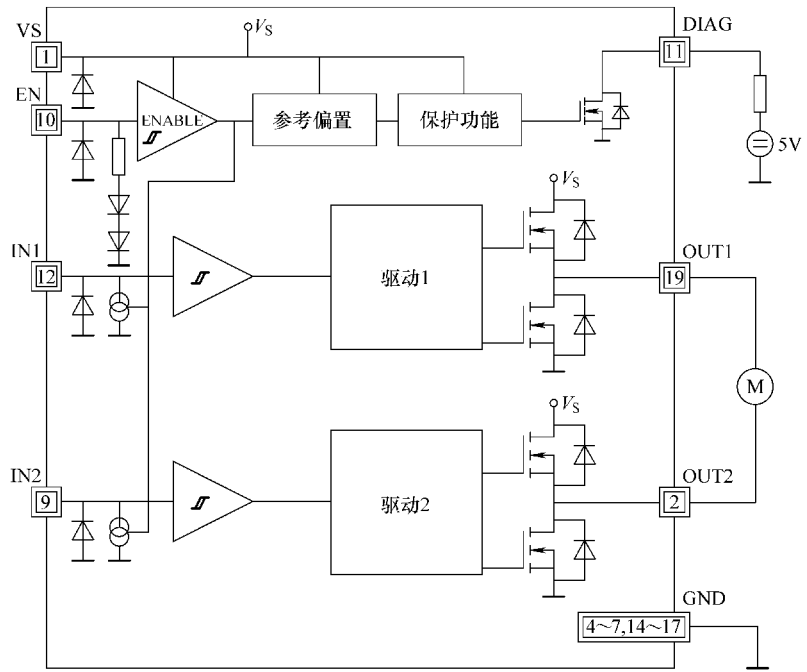 VS
V_S
DIAG
1
11
EN
10
ENABLE
参考偏置
保护功能
5V
V_S
IN1
12
驱动1
OUT1
19
M
V_S
IN2
9
驱动2
OUT2
2
GND
4～7,14～17